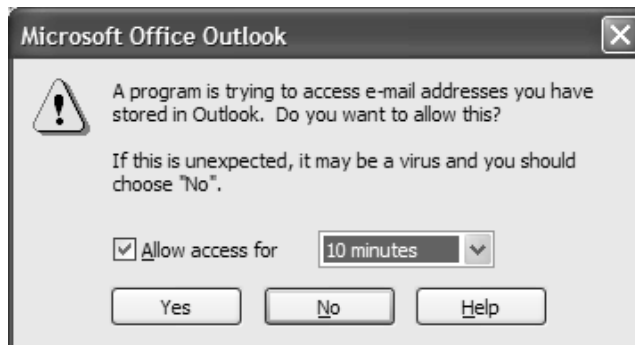 Microsoft Office Outlook
A program is trying to access e-mail addresses you have
stored in Outlook. Do you want to allow this?
If this is unexpected, it may be a virus and you should
choose "No".
Allow access for 10 minutes
Yes No Help